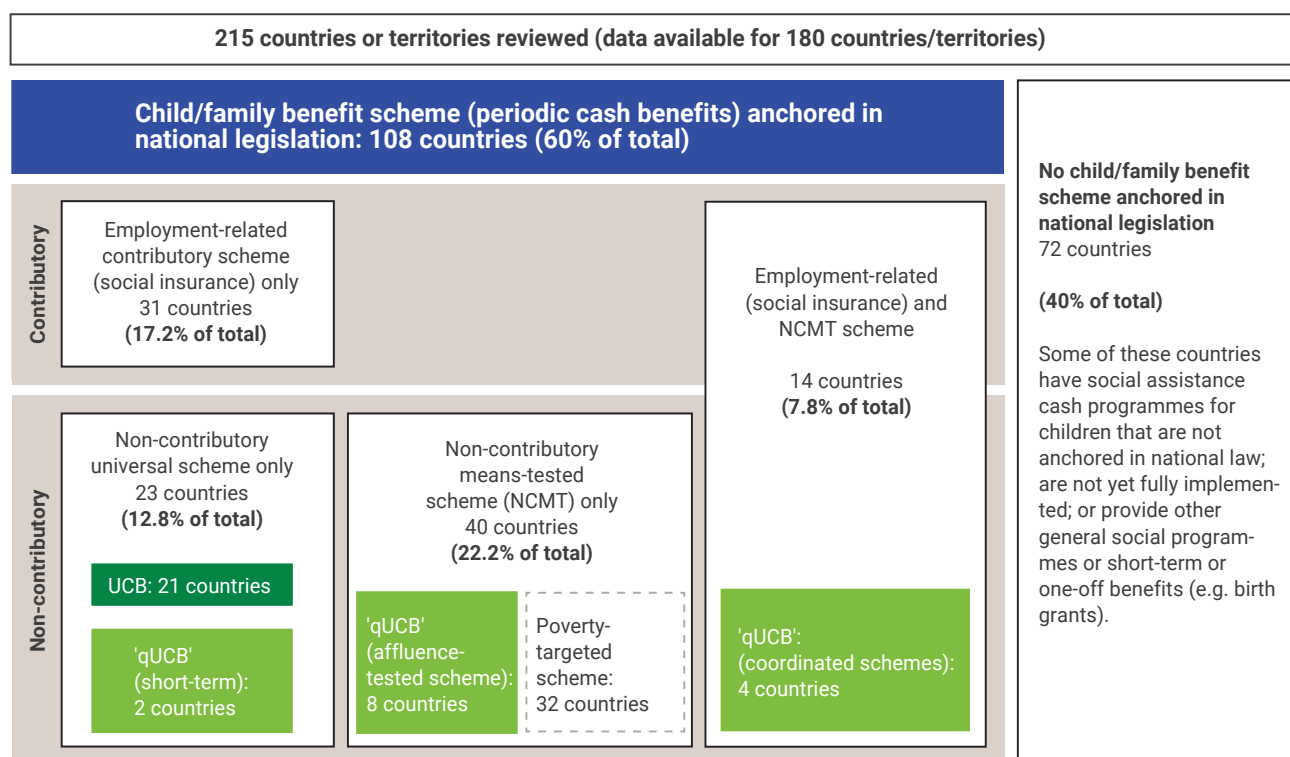 215 countries or territories reviewed (data available for 180 countries/territories)
Child/family benefit scheme (periodic cash benefits) anchored in
national legislation: 108 countries (60% of total)
Contributory
Employment-related
contributory scheme
(social insurance) only
31 countries
(17.2% of total)
Employment-related
(social insurance) and
NCMT scheme
14 countries
(7.8% of total)
'qUCB':
(coordinated schemes):
4 countries
Non-contributory
Non-contributory
universal scheme only
23 countries
(12.8% of total)
UCB: 21 countries
'qUCB'
(short-term):
2 countries
Non-contributory
means-tested
scheme (NCMT) only
40 countries
(22.2% of total)
'qUCB'
(affluence-
tested scheme):
8 countries
Poverty-
targeted
scheme:
32 countries
No child/family benefit
scheme anchored in
national legislation
72 countries
(40% of total)
Some of these countries
have social assistance
cash programmes for
children that are not
anchored in national law;
are not yet fully implemen-
ted; or provide other
general social program-
mes or short-term or
one-off benefits (e.g. birth
grants).